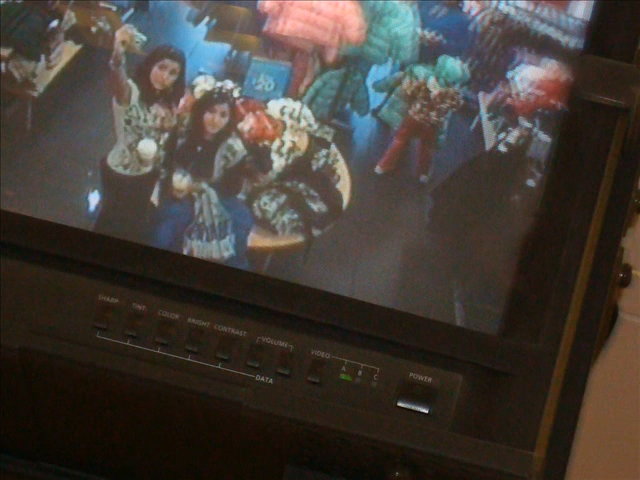 SHARP TINT COLOR BRIGHT CONTRAST VOLUME VIDEO
A B C
POWER
DATA